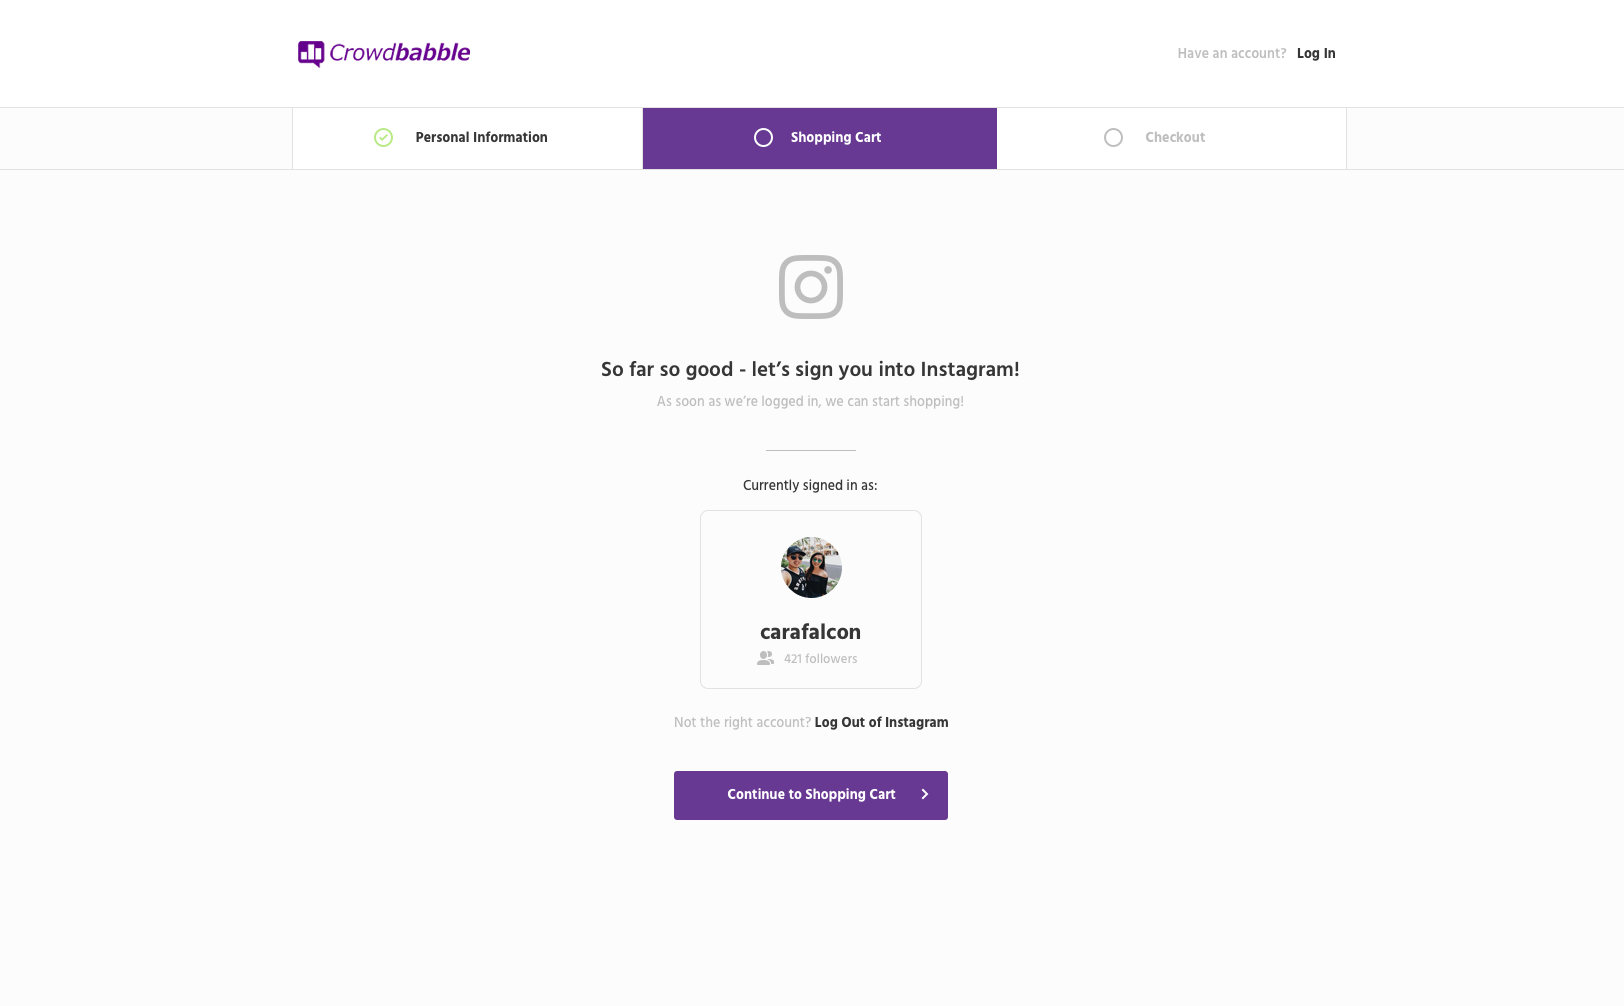 Crowdbabble
Have an account? Log In
Personal Information
Shopping Cart
Checkout
So far so good - let’s sign you into Instagram!
As soon as we’re logged in, we can start shopping!
Currently signed in as:
carafalcon
421 followers
Not the right account? Log Out of Instagram
Continue to Shopping Cart